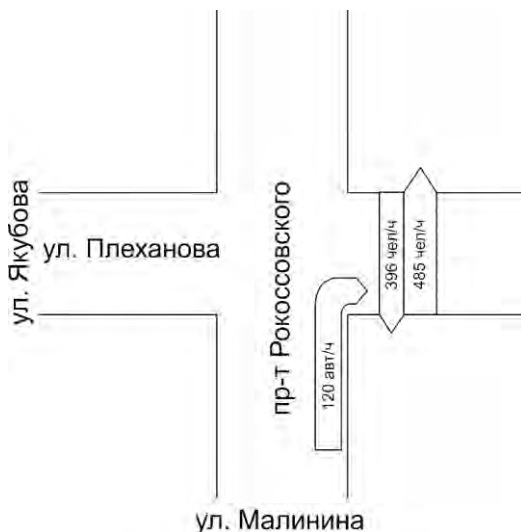 ул. Якубова
ул. Плеханова
пр-т Рокоссовского
396 чел/ч
485 чел/ч
120 авт/ч
ул. Малинина